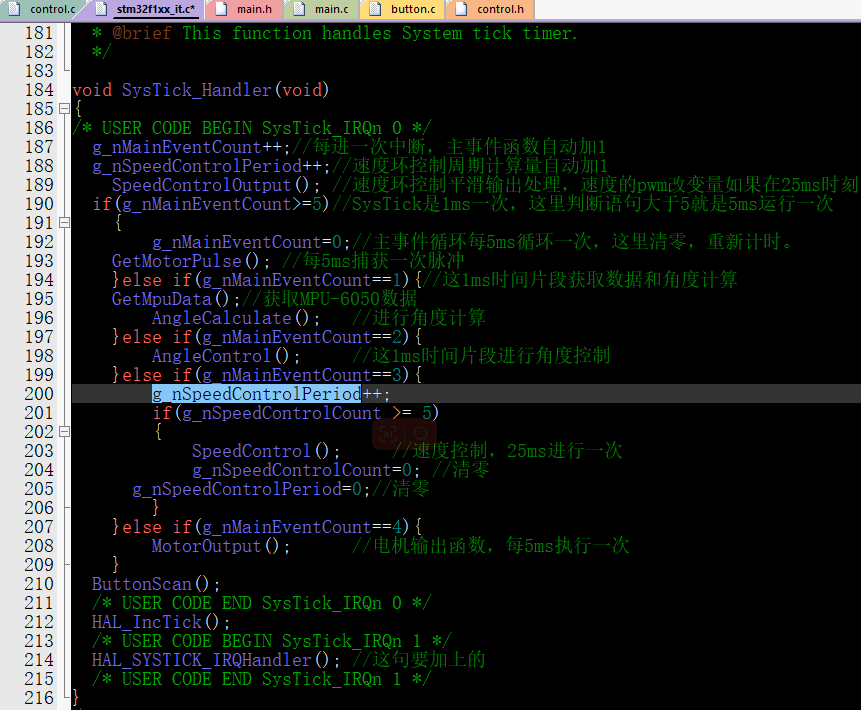 control.c stm32f1xx_it.c* main.h main.c button.c control.h
181 * @brief This function handles System tick timer.
182 */
183
184 void SysTick_Handler(void)
185 {
186 /* USER CODE BEGIN SysTick_IRQn 0 */
187 g_nMainEventCount++;//每进一次中断，主事件函数自动加1
188 g_nSpeedControlPeriod++;//速度环控制周期计算量自动加1
189 SpeedControlOutput(); //速度环控制平滑输出处理，速度的pwm改变量如果在25ms时刻
190 if(g_nMainEventCount>=5)//SysTick是1ms一次，这里判断语句大于5就是5ms运行一次
191 {
192 g_nMainEventCount=0;//主事件循环每5ms循环一次，这里清零，重新计时。
193 GetMotorPulse(); //每5ms捕获一次脉冲
194 }else if(g_nMainEventCount==1){//这1ms时间片段获取数据和角度计算
195 GetMpuData();//获取MPU-6050数据
196 AngleCalculate(); //进行角度计算
197 }else if(g_nMainEventCount==2){
198 AngleControl(); //这1ms时间片段进行角度控制
199 }else if(g_nMainEventCount==3){
200 g_nSpeedControlPeriod++;
201 if(g_nSpeedControlCount >= 5)
202 {
203 SpeedControl(); //速度控制，25ms进行一次
204 g_nSpeedControlCount=0; //清零
205 g_nSpeedControlPeriod=0;//清零
206 }
207 }else if(g_nMainEventCount==4){
208 MotorOutput(); //电机输出函数，每5ms执行一次
209 }
210 ButtonScan();
211 /* USER CODE END SysTick_IRQn 0 */
212 HAL_IncTick();
213 /* USER CODE BEGIN SysTick_IRQn 1 */
214 HAL_SYSTICK_IRQHandler(); //这句要加上的
215 /* USER CODE END SysTick_IRQn 1 */
216 }